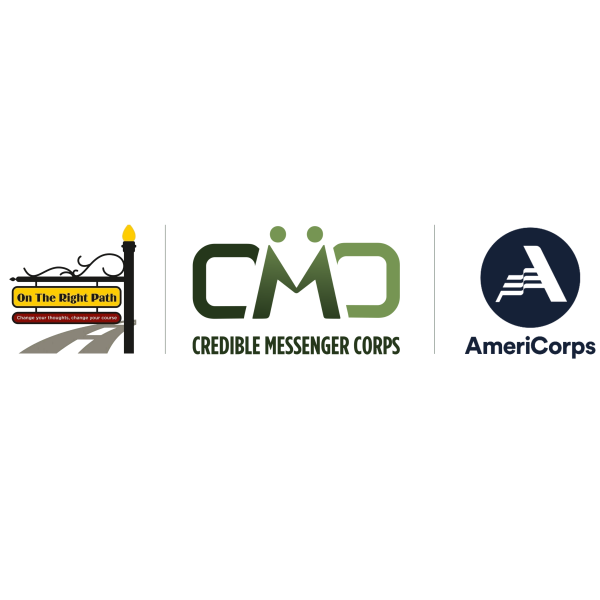 On The Right Path
Change your thoughts, change your course
CMC
CREDIBLE MESSENGER CORPS
A
AmeriCorps